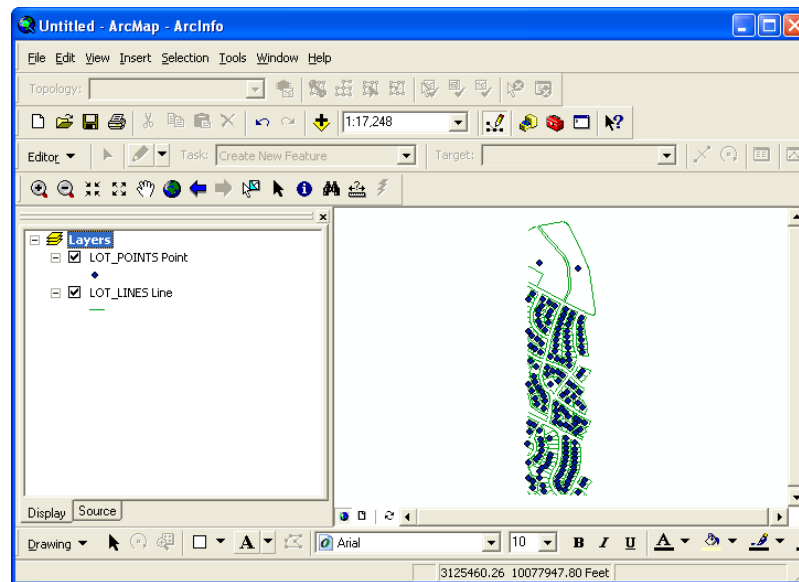 Untitled - ArcMap - ArcInfo
File Edit View Insert Selection Tools Window Help
Topology:
1:17,248
Editor Task: Create New Feature Target:
Layers
LOT_POINTS Point
LOT_LINES Line
Display Source
Drawing A Arial 10 B I U A
3125460.26 10077947.80 Feet